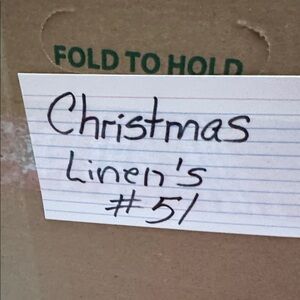 FOLD TO HOLD
Christmas
Linen's
#51